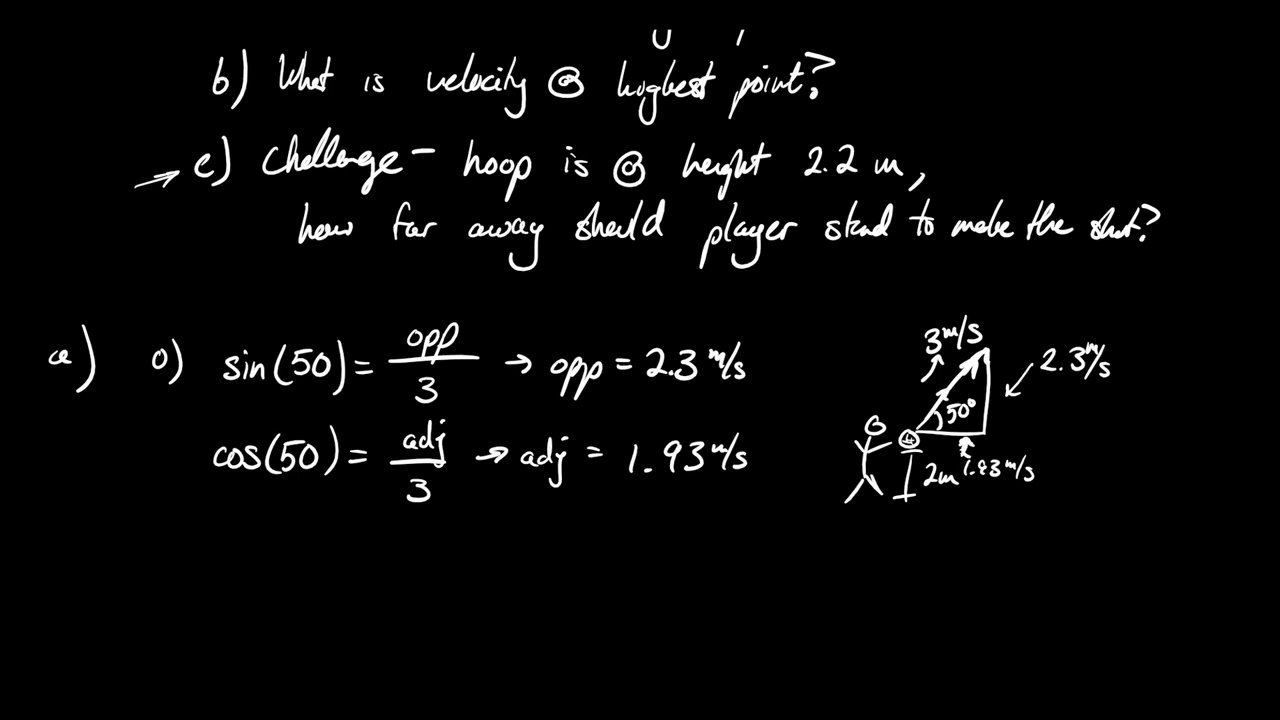 b) What is velocity @ highest point?
→ c) Challenge - hoop is @ height 2.2 m,
how far away should player stand to make the shot?
a) 0) sin(50) = opp/3 → opp = 2.3 m/s
cos(50) = adj/3 → adj = 1.93 m/s
3 m/s
2.3 m/s
50°
2m
1.93 m/s